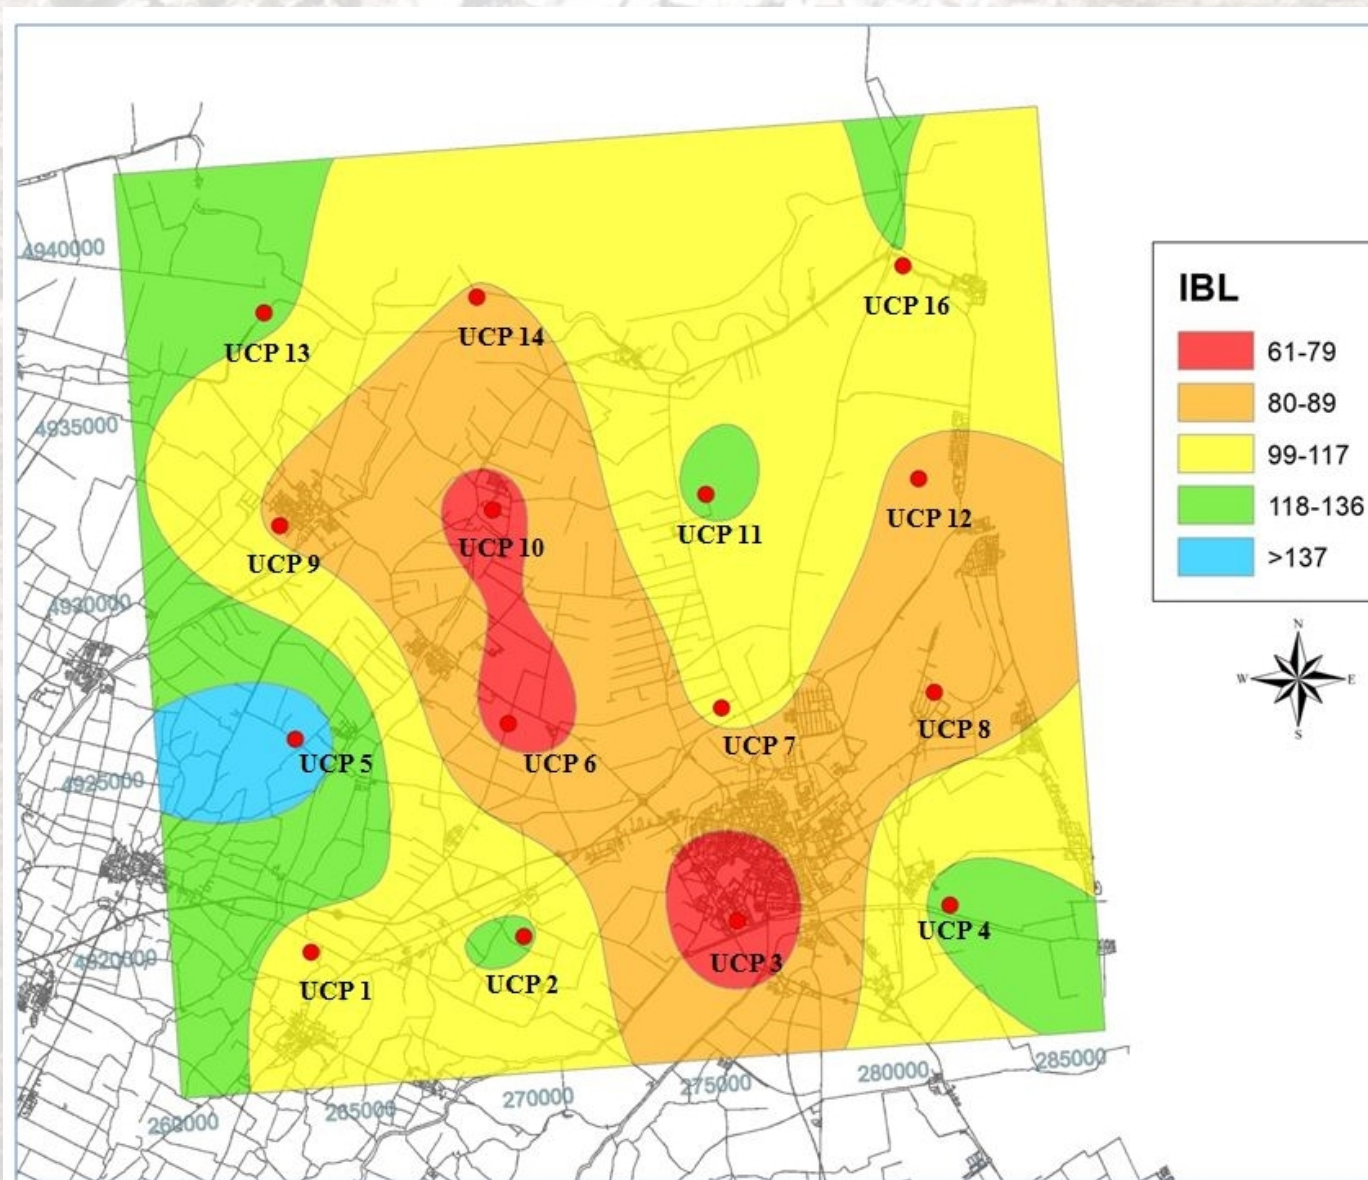 4940000
UCP 16
UCP 14
UCP 13
4935000
UCP 12
UCP 11
UCP 10
UCP 9
4930000
UCP 8
UCP 7
UCP 6
UCP 5
4925000
UCP 4
UCP 3
4920000
UCP 2
UCP 1
285000
280000
275000
270000
265000
260000
IBL
61-79
80-89
99-117
118-136
>137
N
W
E
S